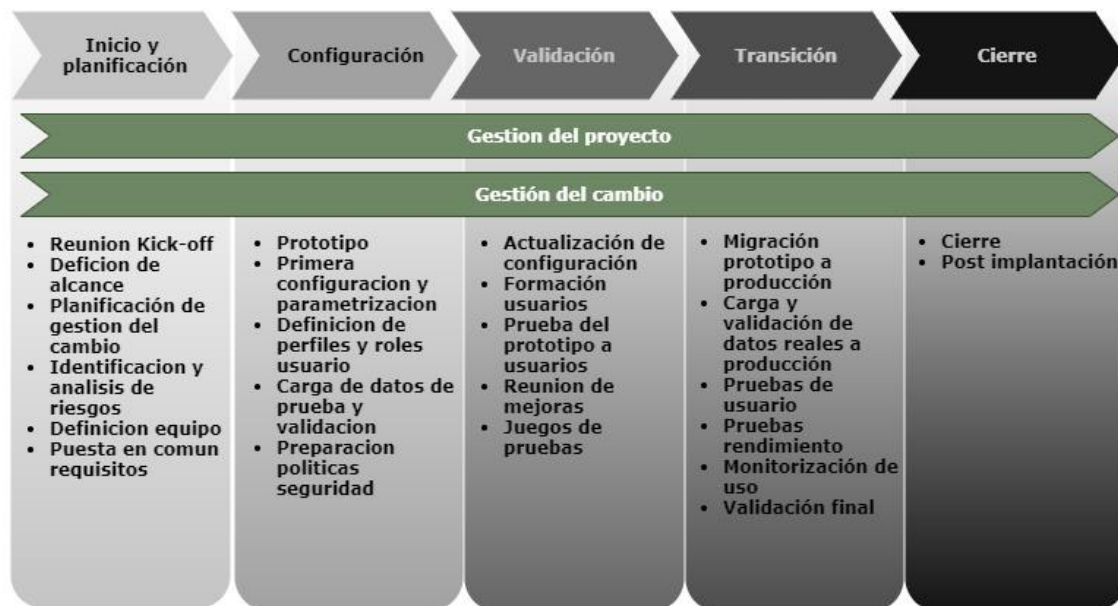 Inicio y
planificación
Configuración
Validación
Transición
Cierre
Gestion del proyecto
Gestión del cambio
• Reunion Kick-off
• Deficion de
alcance
• Planificación de
gestion del
cambio
• Identificacion y
analisis de
riesgos
• Definicion equipo
• Puesta en comun
requisitos
• Prototipo
• Primera
configuracion y
parametrizacion
• Definicion de
perfiles y roles
usuario
• Carga de datos de
prueba y
validacion
• Preparacion
politicas
seguridad
• Actualización de
configuración
• Formación
usuarios
• Prueba del
prototipo a
usuarios
• Reunion de
mejoras
• Juegos de
pruebas
• Migración
prototipo a
producción
• Carga y
validación de
datos reales a
producción
• Pruebas de
usuario
• Pruebas
rendimiento
• Monitorización de
uso
• Validación final
• Cierre
• Post implantación